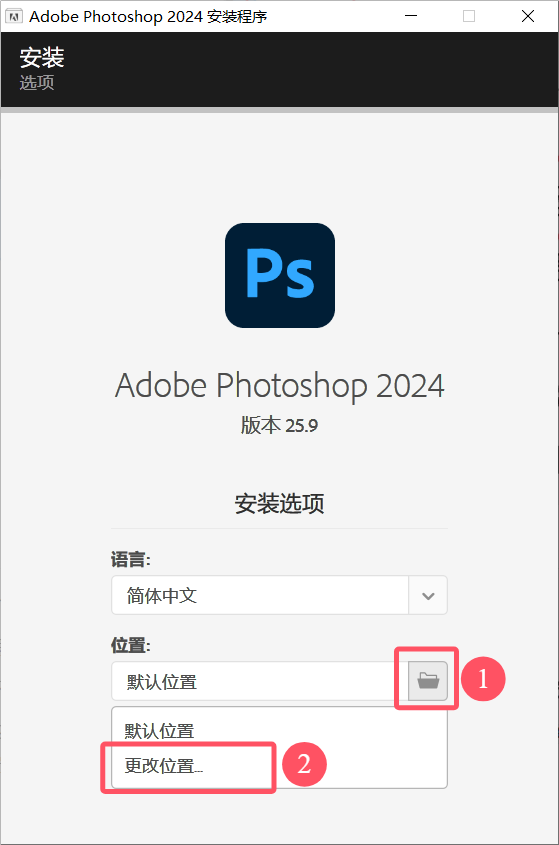 Adobe Photoshop 2024 安装程序
安装
选项
Ps
Adobe Photoshop 2024
版本 25.9
安装选项
语言:
简体中文
位置:
默认位置
1
默认位置
更改位置...
2